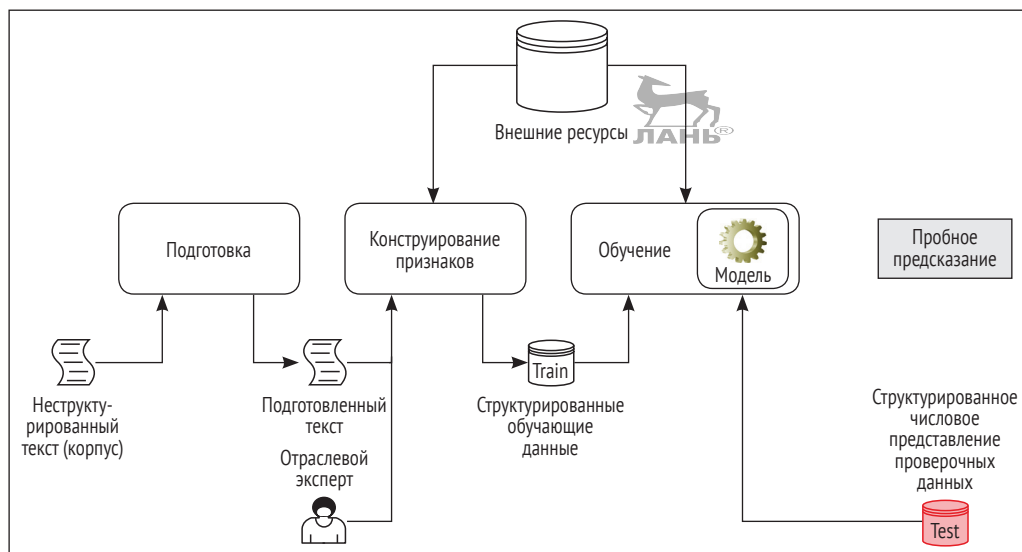 Внешние ресурсы
ЛАНЬ®
Подготовка
Конструирование
признаков
Обучение
Модель
Пробное
предсказание
Неструкту-
рированный
текст (корпус)
Подготовленный
текст
Train
Структурированные
обучающие
данные
Структурированное
числовое
представление
проверочных
данных
Отраслевой
эксперт
Test